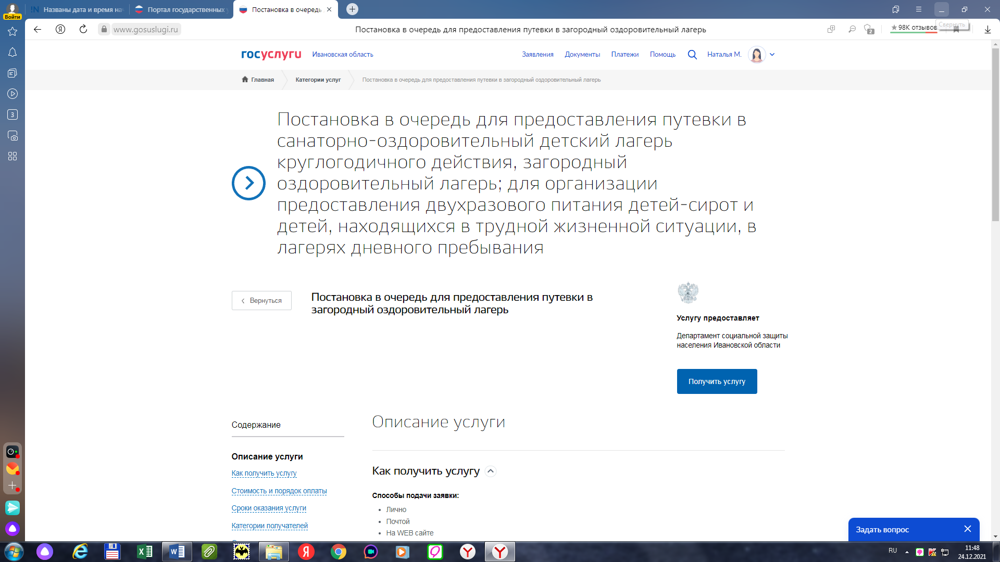 Названы дата и время на
Портал государственных
Постановка в очередь
Войти
www.gosuslugi.ru
Постановка в очередь для предоставления путевки в загородный оздоровительный лагерь
2
★ 98К отзывов
Свернуть
госуслуги
Ивановская область
Заявления
Документы
Платежи
Помощь
Наталья М.
Главная
Категории услуг
Постановка в очередь для предоставления путевки в загородный оздоровительный лагерь
3
Постановка в очередь для предоставления путевки в
санаторно-оздоровительный детский лагерь
круглогодичного действия, загородный
оздоровительный лагерь; для организации
предоставления двухразового питания детей-сирот и
детей, находящихся в трудной жизненной ситуации, в
лагерях дневного пребывания
Вернуться
Постановка в очередь для предоставления путевки в
загородный оздоровительный лагерь
Услугу предоставляет
Департамент социальной защиты
населения Ивановской области
Получить услугу
Содержание
Описание услуги
Как получить услугу
Стоимость и порядок оплаты
Сроки оказания услуги
Категории получателей
Описание услуги
Как получить услугу
Способы подачи заявки:
• Лично
• Почтой
• На WEB сайте
Задать вопрос
RU
11:48
24.12.2021